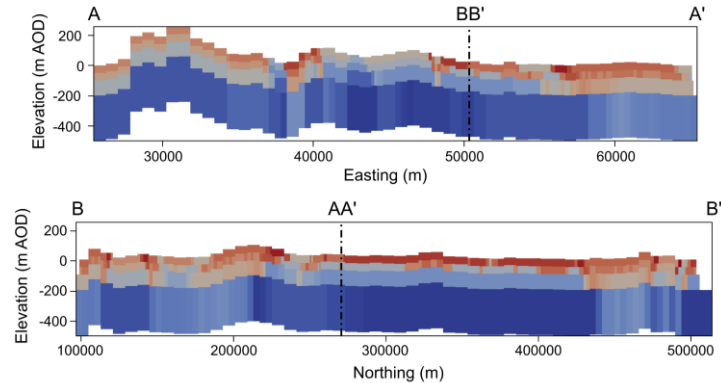 A BB' A'
200
0
-200
-400
Elevation (m AOD)
30000 40000 50000 60000
Easting (m)
B AA' B'
200
0
-200
-400
Elevation (m AOD)
100000 200000 300000 400000 500000
Northing (m)